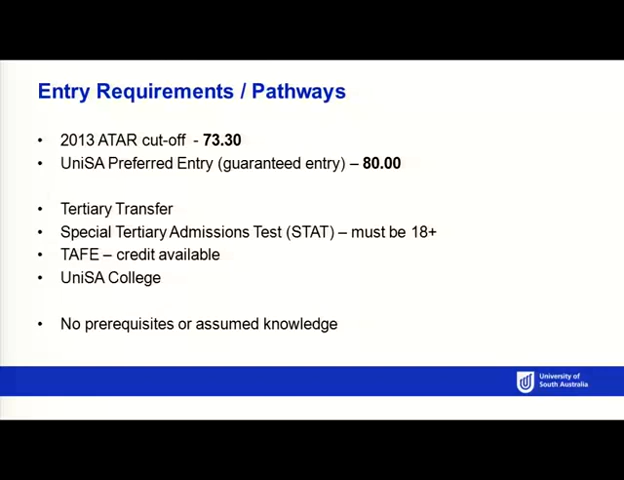 Entry Requirements / Pathways
• 2013 ATAR cut-off - 73.30
• UniSA Preferred Entry (guaranteed entry) – 80.00
• Tertiary Transfer
• Special Tertiary Admissions Test (STAT) – must be 18+
• TAFE – credit available
• UniSA College
• No prerequisites or assumed knowledge
University of
South Australia